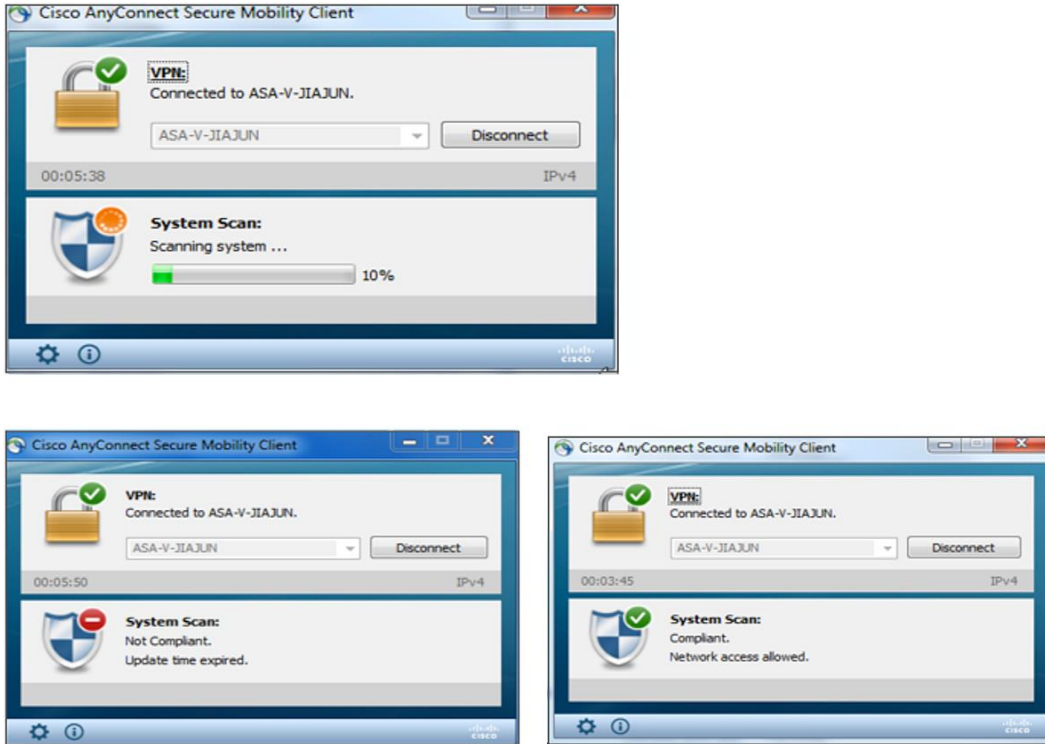 Cisco AnyConnect Secure Mobility Client
VPN:
Connected to ASA-V-JIAJUN.
ASA-V-JIAJUN
Disconnect
00:05:38
IPv4
System Scan:
Scanning system ...
10%
cisco
Cisco AnyConnect Secure Mobility Client
VPN:
Connected to ASA-V-JIAJUN.
ASA-V-JIAJUN
Disconnect
00:05:50
IPv4
System Scan:
Not Compliant.
Update time expired.
cisco
Cisco AnyConnect Secure Mobility Client
VPN:
Connected to ASA-V-JIAJUN.
ASA-V-JIAJUN
Disconnect
00:03:45
IPv4
System Scan:
Compliant.
Network access allowed.
cisco